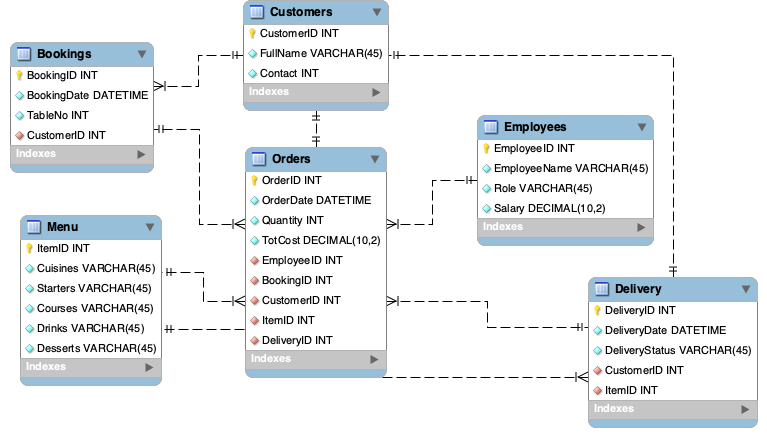 Customers
CustomerID INT
FullName VARCHAR(45)
Contact INT
Indexes
Bookings
BookingID INT
BookingDate DATETIME
TableNo INT
CustomerID INT
Indexes
Employees
EmployeeID INT
EmployeeName VARCHAR(45)
Role VARCHAR(45)
Salary DECIMAL(10,2)
Indexes
Orders
OrderID INT
OrderDate DATETIME
Quantity INT
TotCost DECIMAL(10,2)
EmployeeID INT
BookingID INT
CustomerID INT
ItemID INT
DeliveryID INT
Indexes
Menu
ItemID INT
Cuisines VARCHAR(45)
Starters VARCHAR(45)
Courses VARCHAR(45)
Drinks VARCHAR(45)
Desserts VARCHAR(45)
Indexes
Delivery
DeliveryID INT
DeliveryDate DATETIME
DeliveryStatus VARCHAR(45)
CustomerID INT
ItemID INT
Indexes